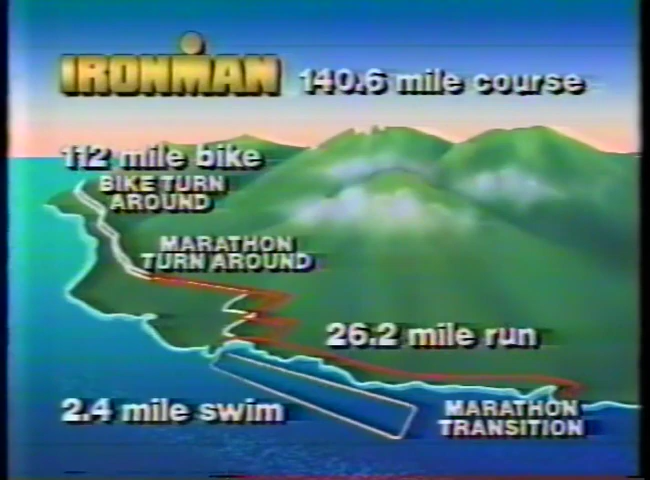 IRONMAN 140.6 mile course
112 mile bike
BIKE TURN
AROUND
MARATHON
TURN AROUND
26.2 mile run
2.4 mile swim
MARATHON
TRANSITION